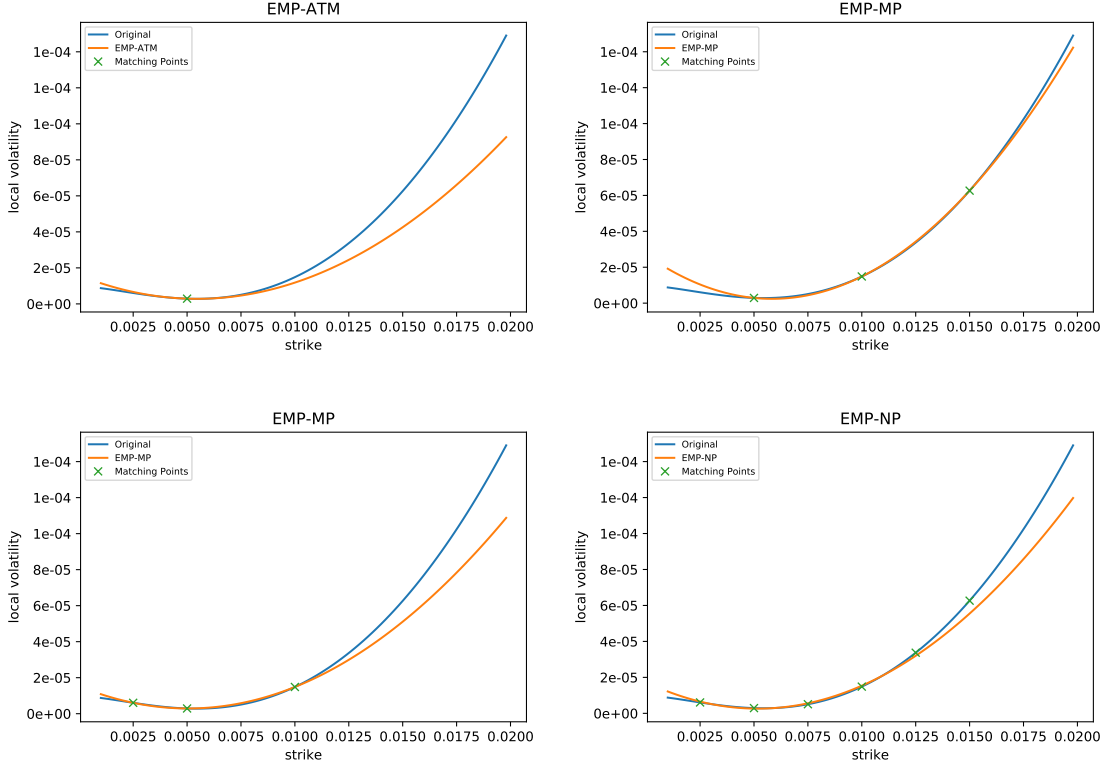 EMP-ATM
Original
EMP-ATM
Matching Points
1e-04
1e-04
1e-04
8e-05
6e-05
4e-05
2e-05
0e+00
local volatility
0.0025 0.0050 0.0075 0.0100 0.0125 0.0150 0.0175 0.0200
strike
EMP-MP
Original
EMP-MP
Matching Points
1e-04
1e-04
1e-04
8e-05
6e-05
4e-05
2e-05
0e+00
local volatility
0.0025 0.0050 0.0075 0.0100 0.0125 0.0150 0.0175 0.0200
strike
EMP-MP
Original
EMP-MP
Matching Points
1e-04
1e-04
1e-04
8e-05
6e-05
4e-05
2e-05
0e+00
local volatility
0.0025 0.0050 0.0075 0.0100 0.0125 0.0150 0.0175 0.0200
strike
EMP-NP
Original
EMP-NP
Matching Points
1e-04
1e-04
1e-04
8e-05
6e-05
4e-05
2e-05
0e+00
local volatility
0.0025 0.0050 0.0075 0.0100 0.0125 0.0150 0.0175 0.0200
strike